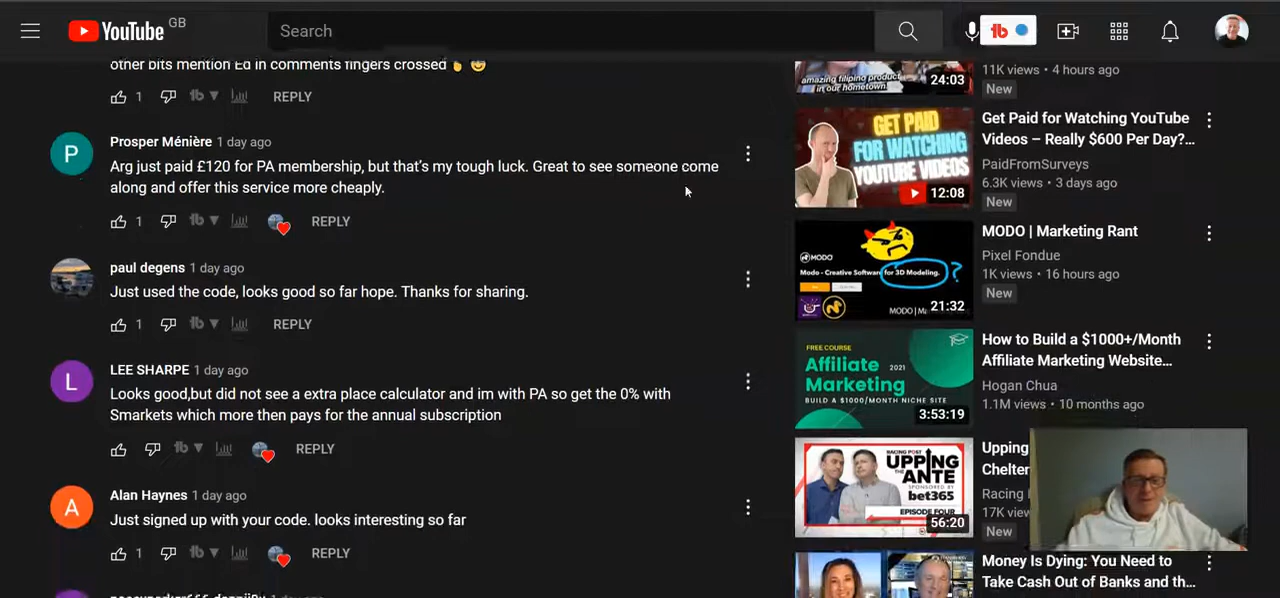 YouTube GB
Search
other bits mention Ed in comments fingers crossed
1
REPLY
Prosper Ménière 1 day ago
Arg just paid £120 for PA membership, but that's my tough luck. Great to see someone come
along and offer this service more cheaply.
1
REPLY
paul degens 1 day ago
Just used the code, looks good so far hope. Thanks for sharing.
1
REPLY
L
LEE SHARPE 1 day ago
Looks good,but did not see a extra place calculator and im with PA so get the 0% with
Smarkets which more then pays for the annual subscription
REPLY
A
Alan Haynes 1 day ago
Just signed up with your code. looks interesting so far
1
REPLY
amazing filipino product
in our hometown.
24:03
11K views • 4 hours ago
New
GET PAID
FOR WATCHING
YOUTUBE VIDEOS
12:08
Get Paid for Watching YouTube
Videos – Really $600 Per Day?...
PaidFromSurveys
6.3K views • 3 days ago
New
MODO
Modo - Creative Software for 3D Modeling.
21:32
MODO | Marketing Rant
Pixel Fondue
1K views • 16 hours ago
New
FREE COURSE
Affiliate 2021
Marketing
BUILD A $1000/MONTH NICHE SITE
3:53:19
How to Build a $1000+/Month
Affiliate Marketing Website...
Hogan Chua
1.1M views • 10 months ago
RACING POST
UPPING
THE ANTE
SPONSORED BY
bet365
EPISODE FOUR
56:20
Upping
Chelter
Racing
17K view
New
Money Is Dying: You Need to
Take Cash Out of Banks and th...